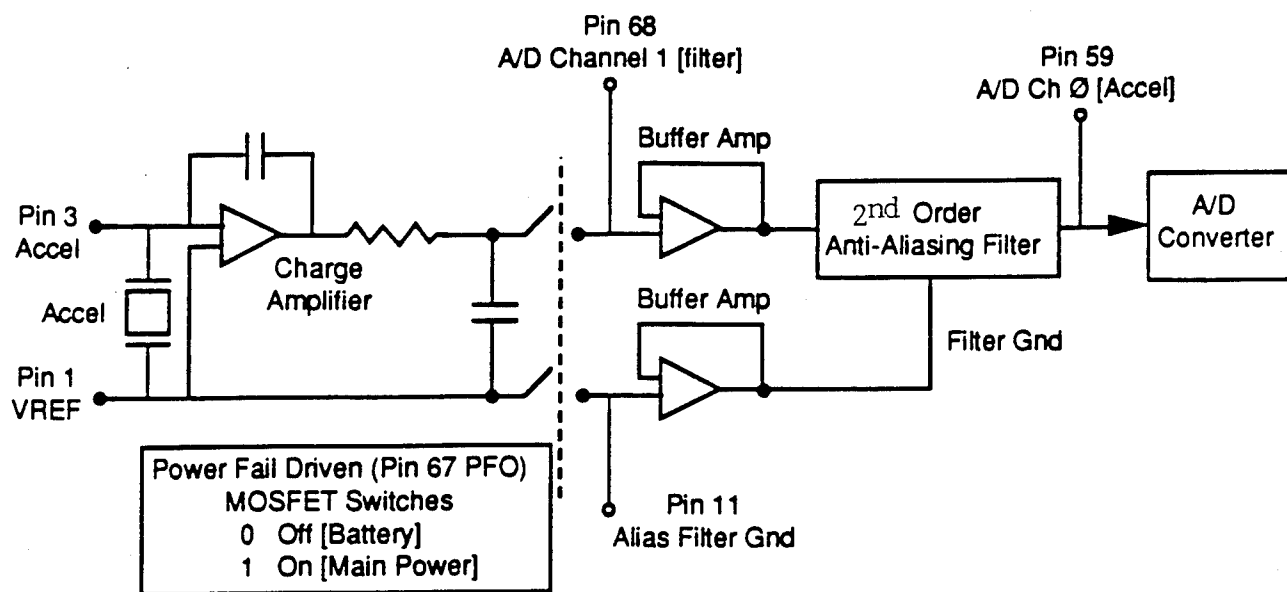 Pin 68
A/D Channel 1 [filter]
Pin 59
A/D Ch Ø [Accel]
Buffer Amp
Pin 3
Accel
2nd Order
Anti-Aliasing Filter
A/D
Converter
Charge
Amplifier
Accel
Buffer Amp
Filter Gnd
Pin 1
VREF
Power Fail Driven (Pin 67 PFO)
MOSFET Switches
0 Off [Battery]
1 On [Main Power]
Pin 11
Alias Filter Gnd